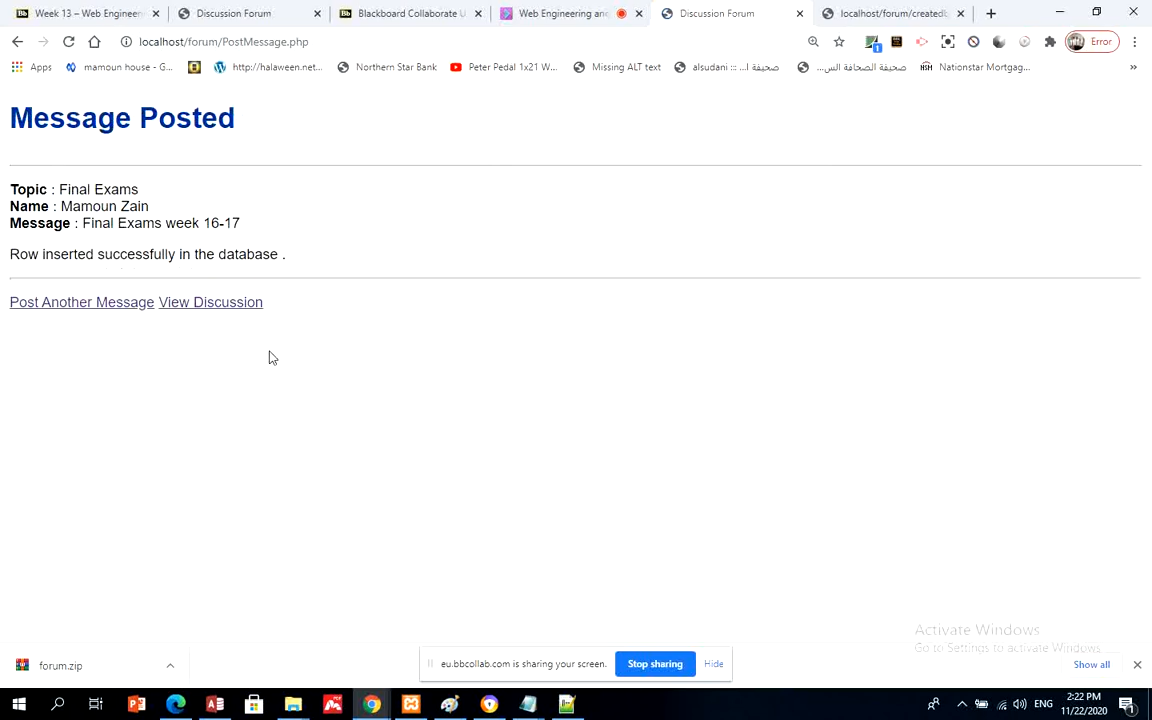 Week 13 – Web Engineeri
Discussion Forum
Blackboard Collaborate U
Web Engineering and
Discussion Forum
localhost/forum/createdb
localhost/forum/PostMessage.php
Error
Apps
mamoun house - G...
http://halaween.net...
Northern Star Bank
Peter Pedal 1x21 W...
Missing ALT text
alsudani ::: صحيفة ا...
صحيفة الصحافة الس...
Nationstar Mortgag...
Message Posted
Topic : Final Exams
Name : Mamoun Zain
Message : Final Exams week 16-17
Row inserted successfully in the database .
Post Another Message View Discussion
Activate Windows
Go to Settings to activate Windows.
forum.zip
eu.bbcollab.com is sharing your screen.
Stop sharing
Hide
Show all
ENG
2:22 PM
11/22/2020